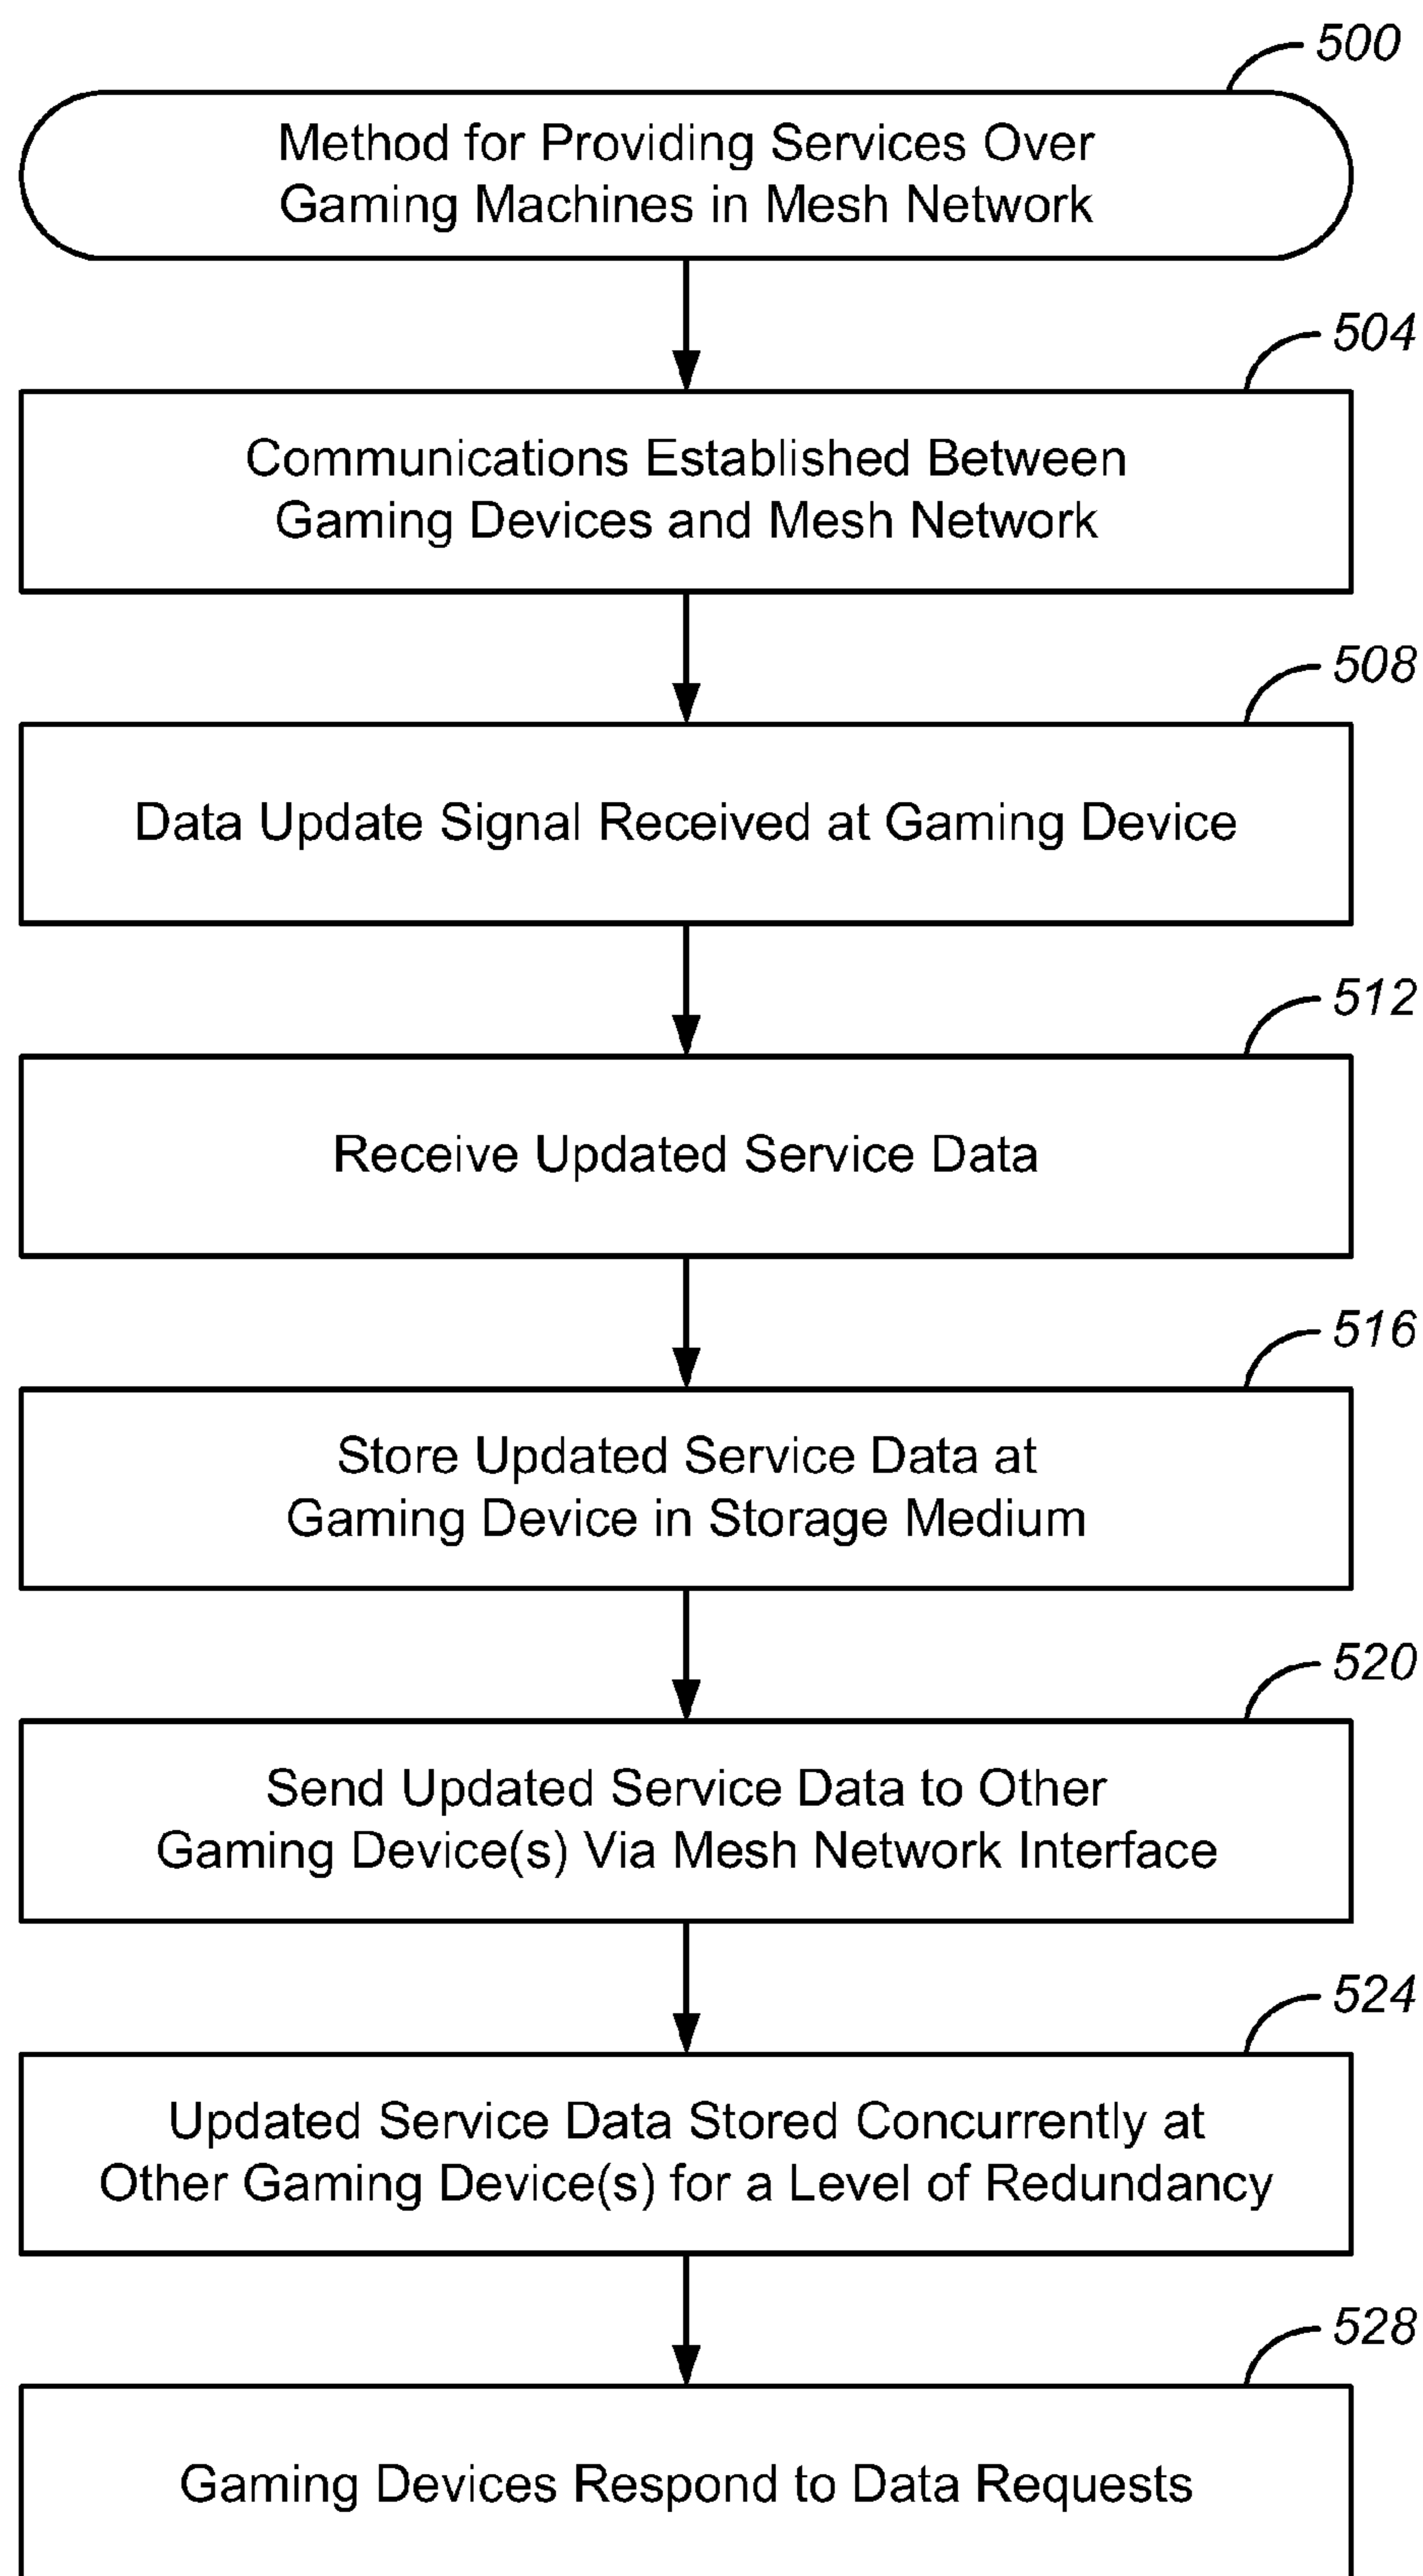 500
Method for Providing Services Over
Gaming Machines in Mesh Network
504
Communications Established Between
Gaming Devices and Mesh Network
508
Data Update Signal Received at Gaming Device
512
Receive Updated Service Data
516
Store Updated Service Data at
Gaming Device in Storage Medium
520
Send Updated Service Data to Other
Gaming Device(s) Via Mesh Network Interface
524
Updated Service Data Stored Concurrently at
Other Gaming Device(s) for a Level of Redundancy
528
Gaming Devices Respond to Data Requests